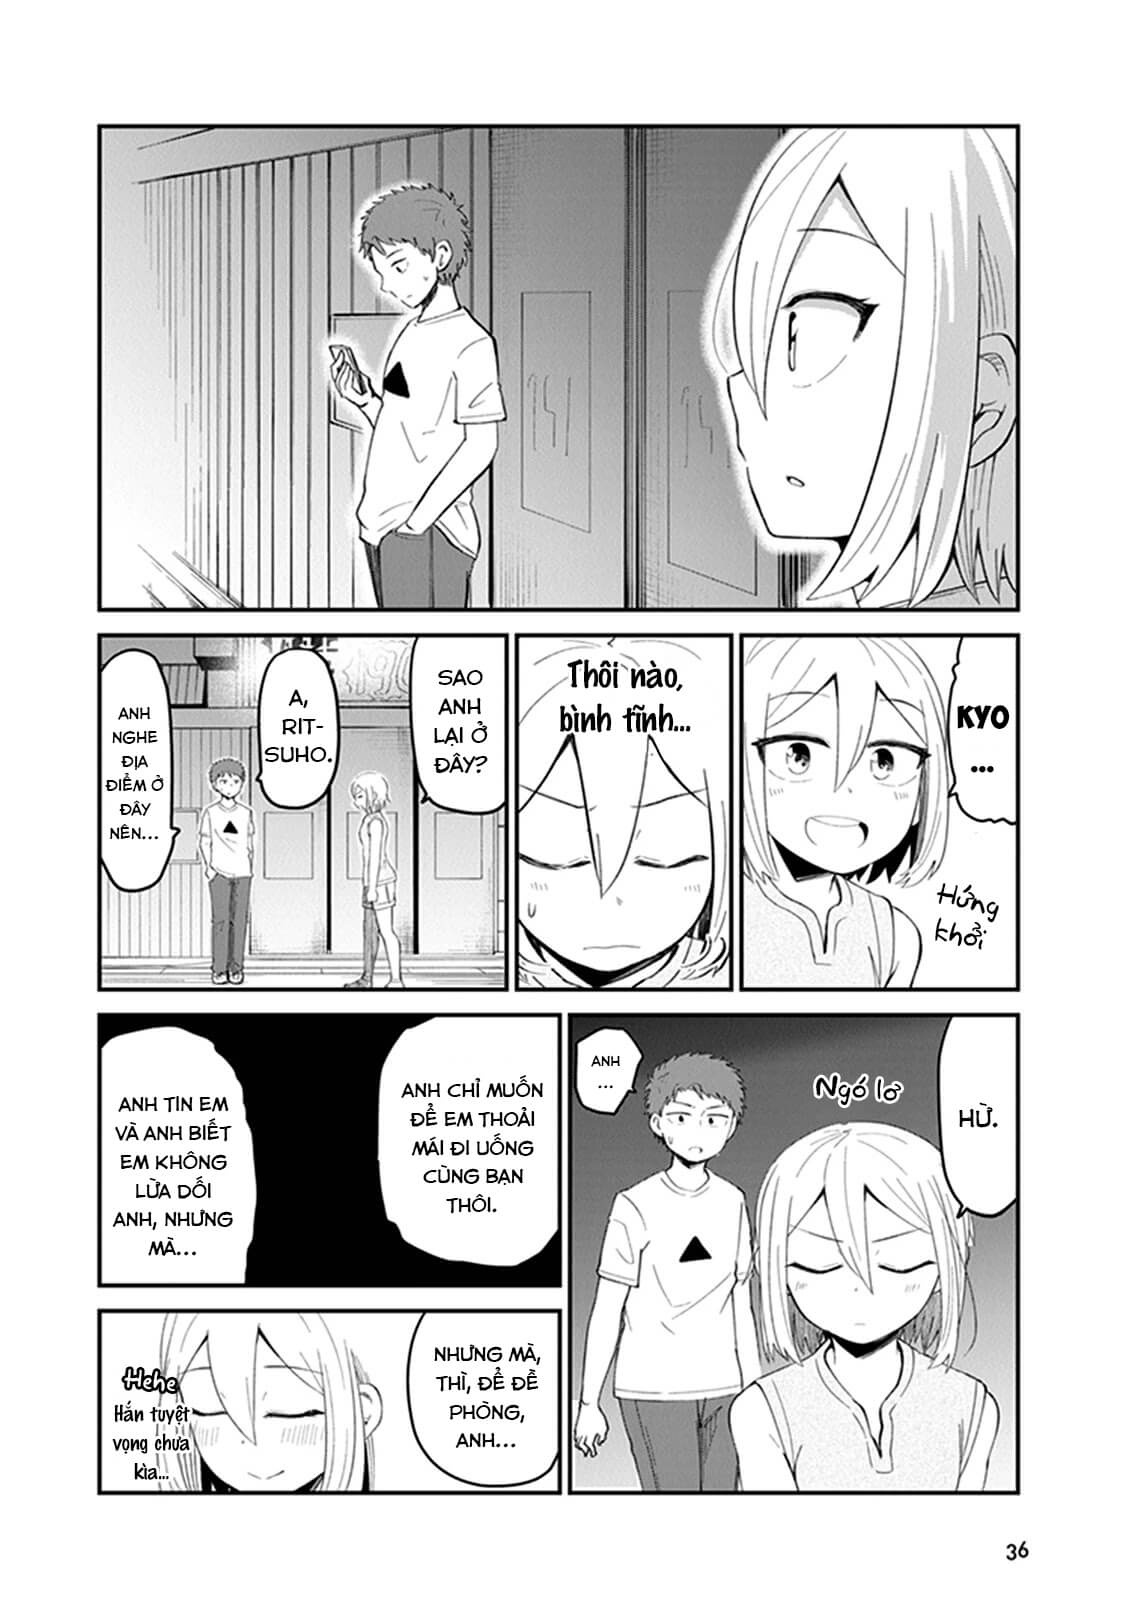 KYO
...
Hứng
khởi
Thôi nào,
bình tĩnh...
SAO
ANH
LẠI Ở
ĐÂY?
A,
RIT-
SUHO.
ANH
NGHE
ĐỊA
ĐIỂM Ở
ĐÂY
NÊN...
HỪ.
Ngó lơ
ANH
...
ANH CHỈ MUỐN
ĐỂ EM THOẢI
MÁI ĐI UỐNG
CÙNG BẠN
THÔI.
ANH TIN EM
VÀ ANH BIẾT
EM KHÔNG
LỪA DỐI
ANH, NHƯNG
MÀ...
NHƯNG MÀ,
THÌ, ĐỂ ĐỀ
PHÒNG,
ANH...
Hehe
Hắn tuyệt
vọng chưa
kìa...
36